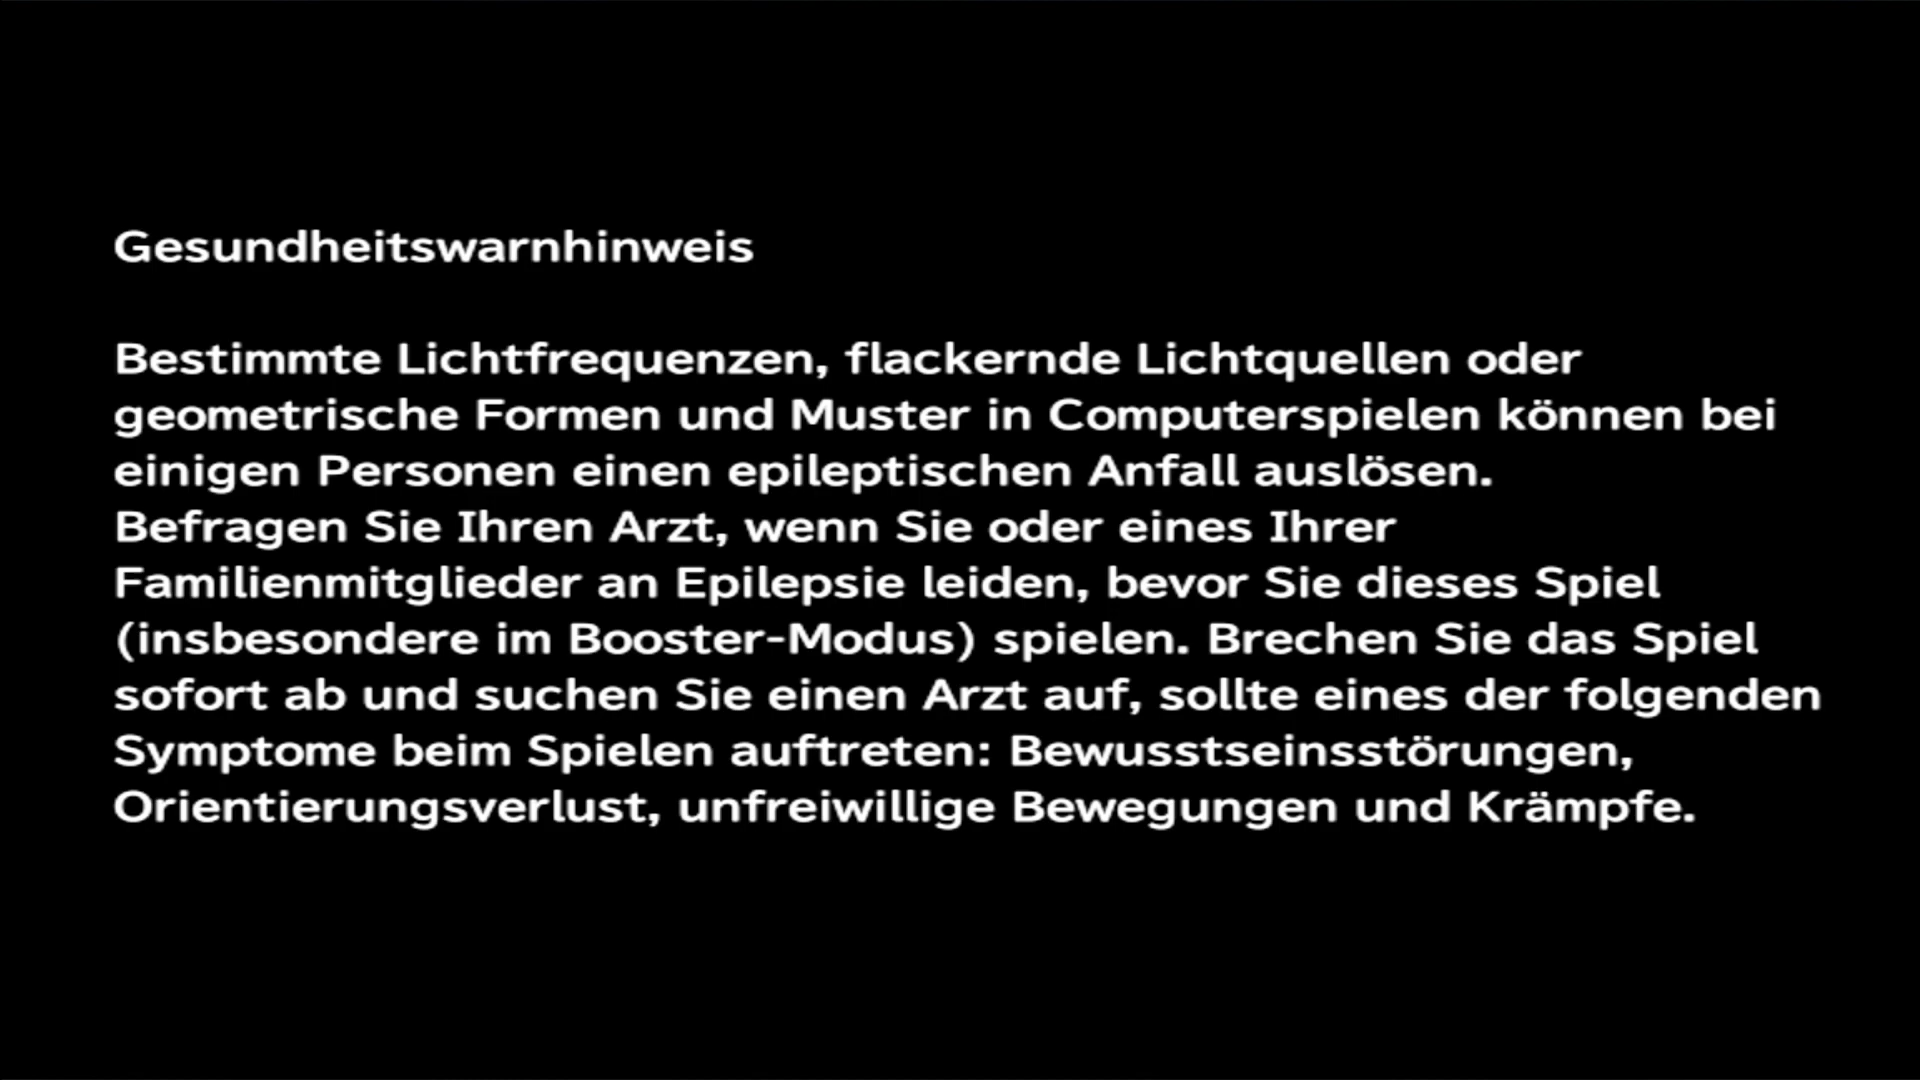 Gesundheitswarnhinweis
Bestimmte Lichtfrequenzen, flackernde Lichtquellen oder
geometrische Formen und Muster in Computerspielen können bei
einigen Personen einen epileptischen Anfall auslösen.
Befragen Sie Ihren Arzt, wenn Sie oder eines Ihrer
Familienmitglieder an Epilepsie leiden, bevor Sie dieses Spiel
(insbesondere im Booster-Modus) spielen. Brechen Sie das Spiel
sofort ab und suchen Sie einen Arzt auf, sollte eines der folgenden
Symptome beim Spielen auftreten: Bewusstseinsstörungen,
Orientierungsverlust, unfreiwillige Bewegungen und Krämpfe.